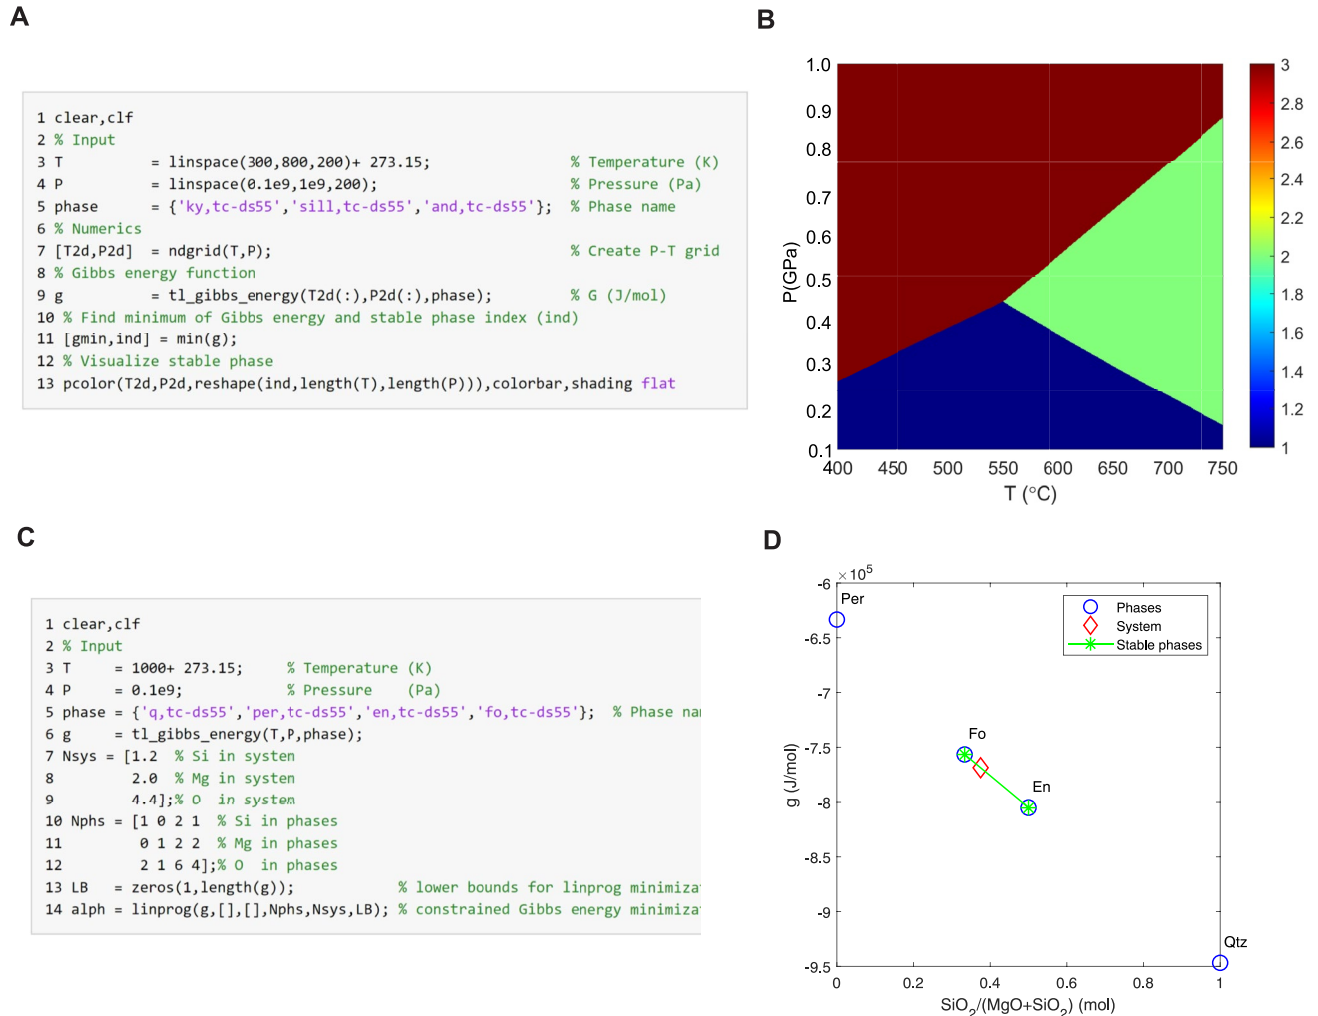 A
1 clear,clf
2 % Input
3 T = linspace(300,800,200)+ 273.15; % Temperature (K)
4 P = linspace(0.1e9,1e9,200); % Pressure (Pa)
5 phase = {'ky,tc-ds55','sill,tc-ds55','and,tc-ds55'}; % Phase name
6 % Numerics
7 [T2d,P2d] = ndgrid(T,P); % Create P-T grid
8 % Gibbs energy function
9 g = tl_gibbs_energy(T2d(:),P2d(:),phase); % G (J/mol)
10 % Find minimum of Gibbs energy and stable phase index (ind)
11 [gmin,ind] = min(g);
12 % Visualize stable phase
13 pcolor(T2d,P2d,reshape(ind,length(T),length(P))),colorbar,shading flat
B
P(GPa)
1.0
0.9
0.8
0.7
0.6
0.5
0.4
0.3
0.2
0.1
400 450 500 550 600 650 700 750
T (°C)
3
2.8
2.6
2.4
2.2
2
1.8
1.6
1.4
1.2
1
C
1 clear,clf
2 % Input
3 T = 1000+ 273.15; % Temperature (K)
4 P = 0.1e9; % Pressure (Pa)
5 phase = {'q,tc-ds55','per,tc-ds55','en,tc-ds55','fo,tc-ds55'}; % Phase nam
6 g = tl_gibbs_energy(T,P,phase);
7 Nsys = [1.2 % Si in system
8 2.0 % Mg in system
9 4.4];% O in system
10 Nphs = [1 0 2 1 % Si in phases
11 0 1 2 2 % Mg in phases
12 2 1 6 4];% O in phases
13 LB = zeros(1,length(g)); % lower bounds for linprog minimizat
14 alph = linprog(g,[],[],Nphs,Nsys,LB); % constrained Gibbs energy minimizat
D
×10⁵
g (J/mol)
-6
-6.5
-7
-7.5
-8
-8.5
-9
-9.5
Per
Fo
En
Qtz
Phases
System
Stable phases
0 0.2 0.4 0.6 0.8 1
SiO₂/(MgO+SiO₂) (mol)